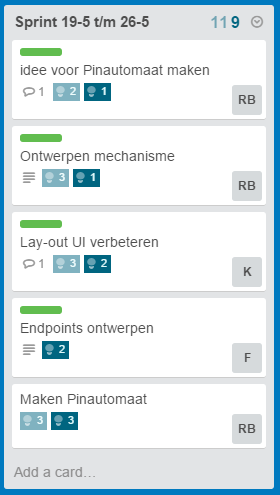 Sprint 19-5 t/m 26-5 11 9
idee voor Pinautomaat maken
1 2 1
RB
Ontwerpen mechanisme
3 1
RB
Lay-out UI verbeteren
1 3 2
K
Endpoints ontwerpen
2
F
Maken Pinautomaat
3 3
RB
Add a card...